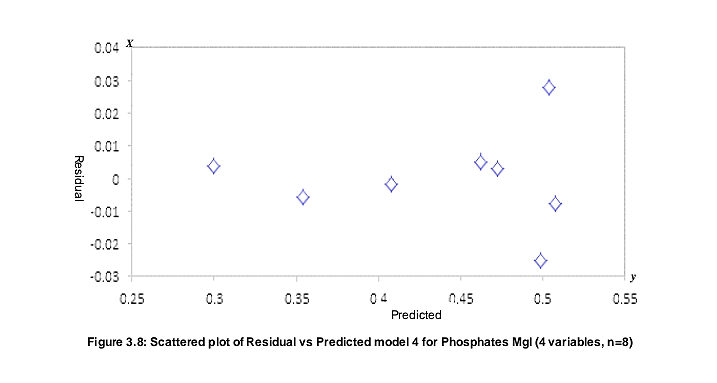 0.04 X
0.03
0.02
0.01
0
-0.01
-0.02
-0.03
Residual
y
0.25 0.3 0.35 0.4 0.45 0.5 0.55
Predicted
Figure 3.8: Scattered plot of Residual vs Predicted model 4 for Phosphates Mgl (4 variables, n=8)